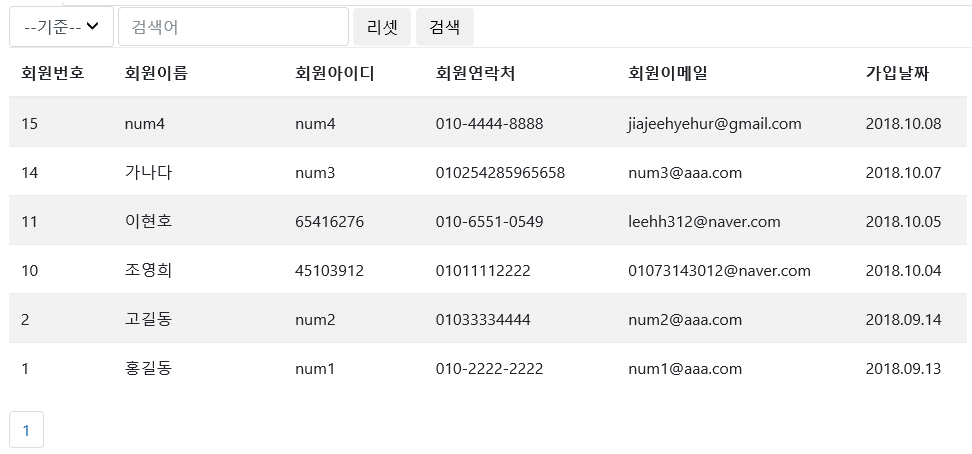 --기준-- 검색어 리셋 검색
회원번호 회원이름 회원아이디 회원연락처 회원이메일 가입날짜
15 num4 num4 010-4444-8888 jiajeehyehur@gmail.com 2018.10.08
14 가나다 num3 010254285965658 num3@aaa.com 2018.10.07
11 이현호 65416276 010-6551-0549 leehh312@naver.com 2018.10.05
10 조영희 45103912 01011112222 01073143012@naver.com 2018.10.04
2 고길동 num2 01033334444 num2@aaa.com 2018.09.14
1 홍길동 num1 010-2222-2222 num1@aaa.com 2018.09.13
1